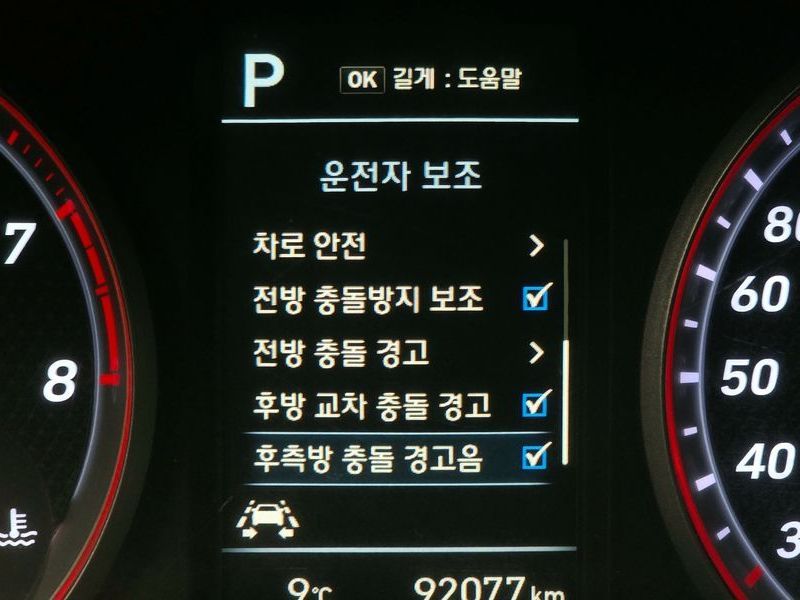 P
OK 길게 : 도움말
운전자 보조
차로 안전
전방 충돌방지 보조
전방 충돌 경고
후방 교차 충돌 경고
후측방 충돌 경고음
9℃ 92077 km
7
8
80
60
50
40